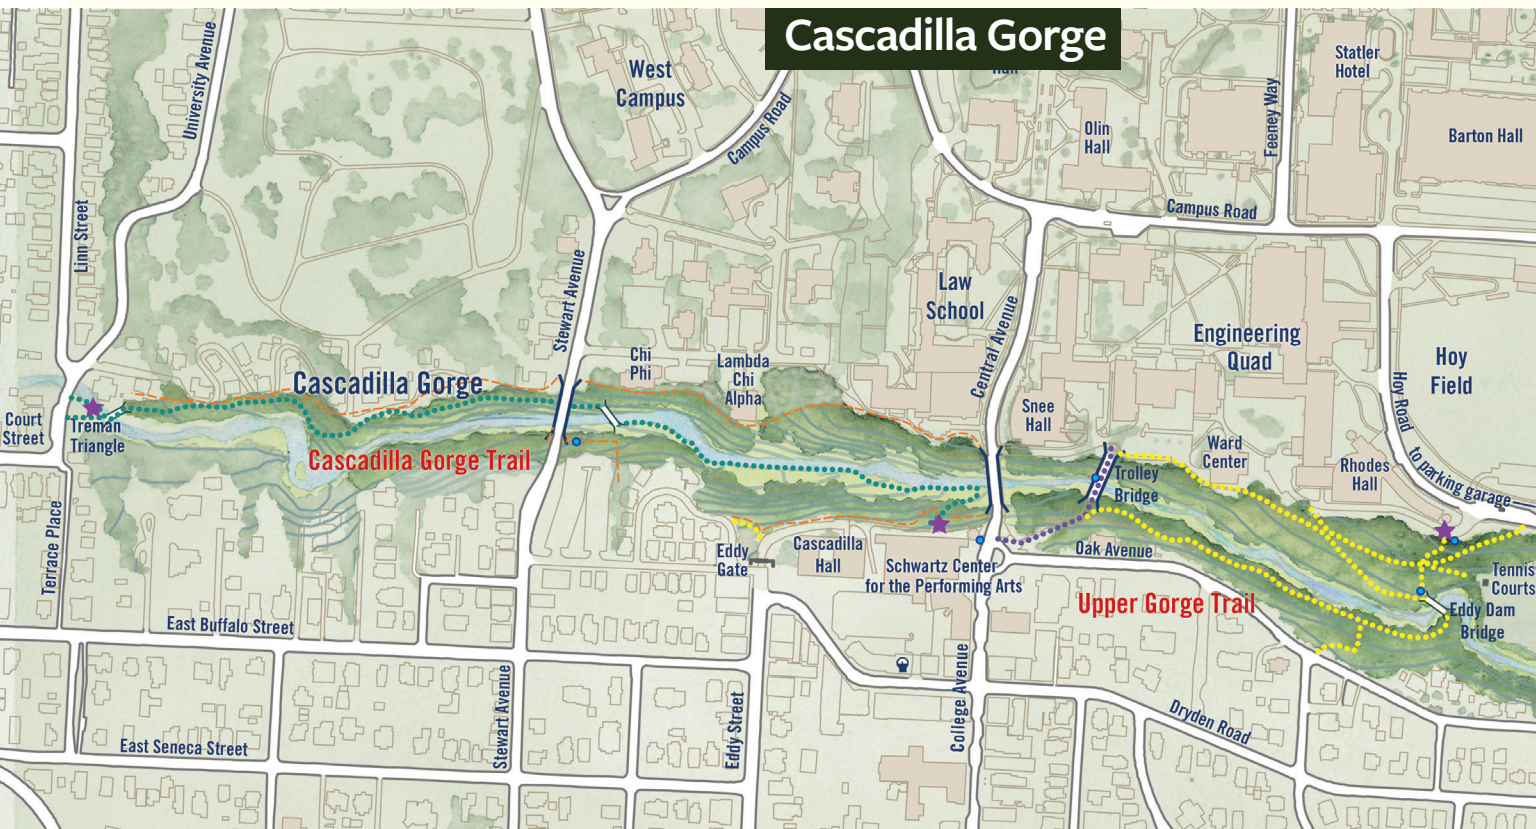 Cascadilla Gorge
Hall
West
Campus
Campus Road
University Avenue
Statler
Hotel
Feeney Way
Olin
Hall
Barton Hall
Linn Street
Campus Road
Stewart Avenue
Law
School
Central Avenue
Engineering
Quad
Hoy
Field
Hoy Road
Chi
Phi
Lambda
Chi
Alpha
Cascadilla Gorge
Snee
Hall
Court
Street
Treman
Triangle
Cascadilla Gorge Trail
Trolley
Bridge
Ward
Center
Rhodes
Hall
to parking garage
Terrace Place
Eddy
Gate
Cascadilla
Hall
Schwartz Center
for the Performing Arts
Oak Avenue
Tennis
Courts
Upper Gorge Trail
Eddy Dam
Bridge
East Buffalo Street
Stewart Avenue
Eddy Street
College Avenue
Dryden Road
East Seneca Street